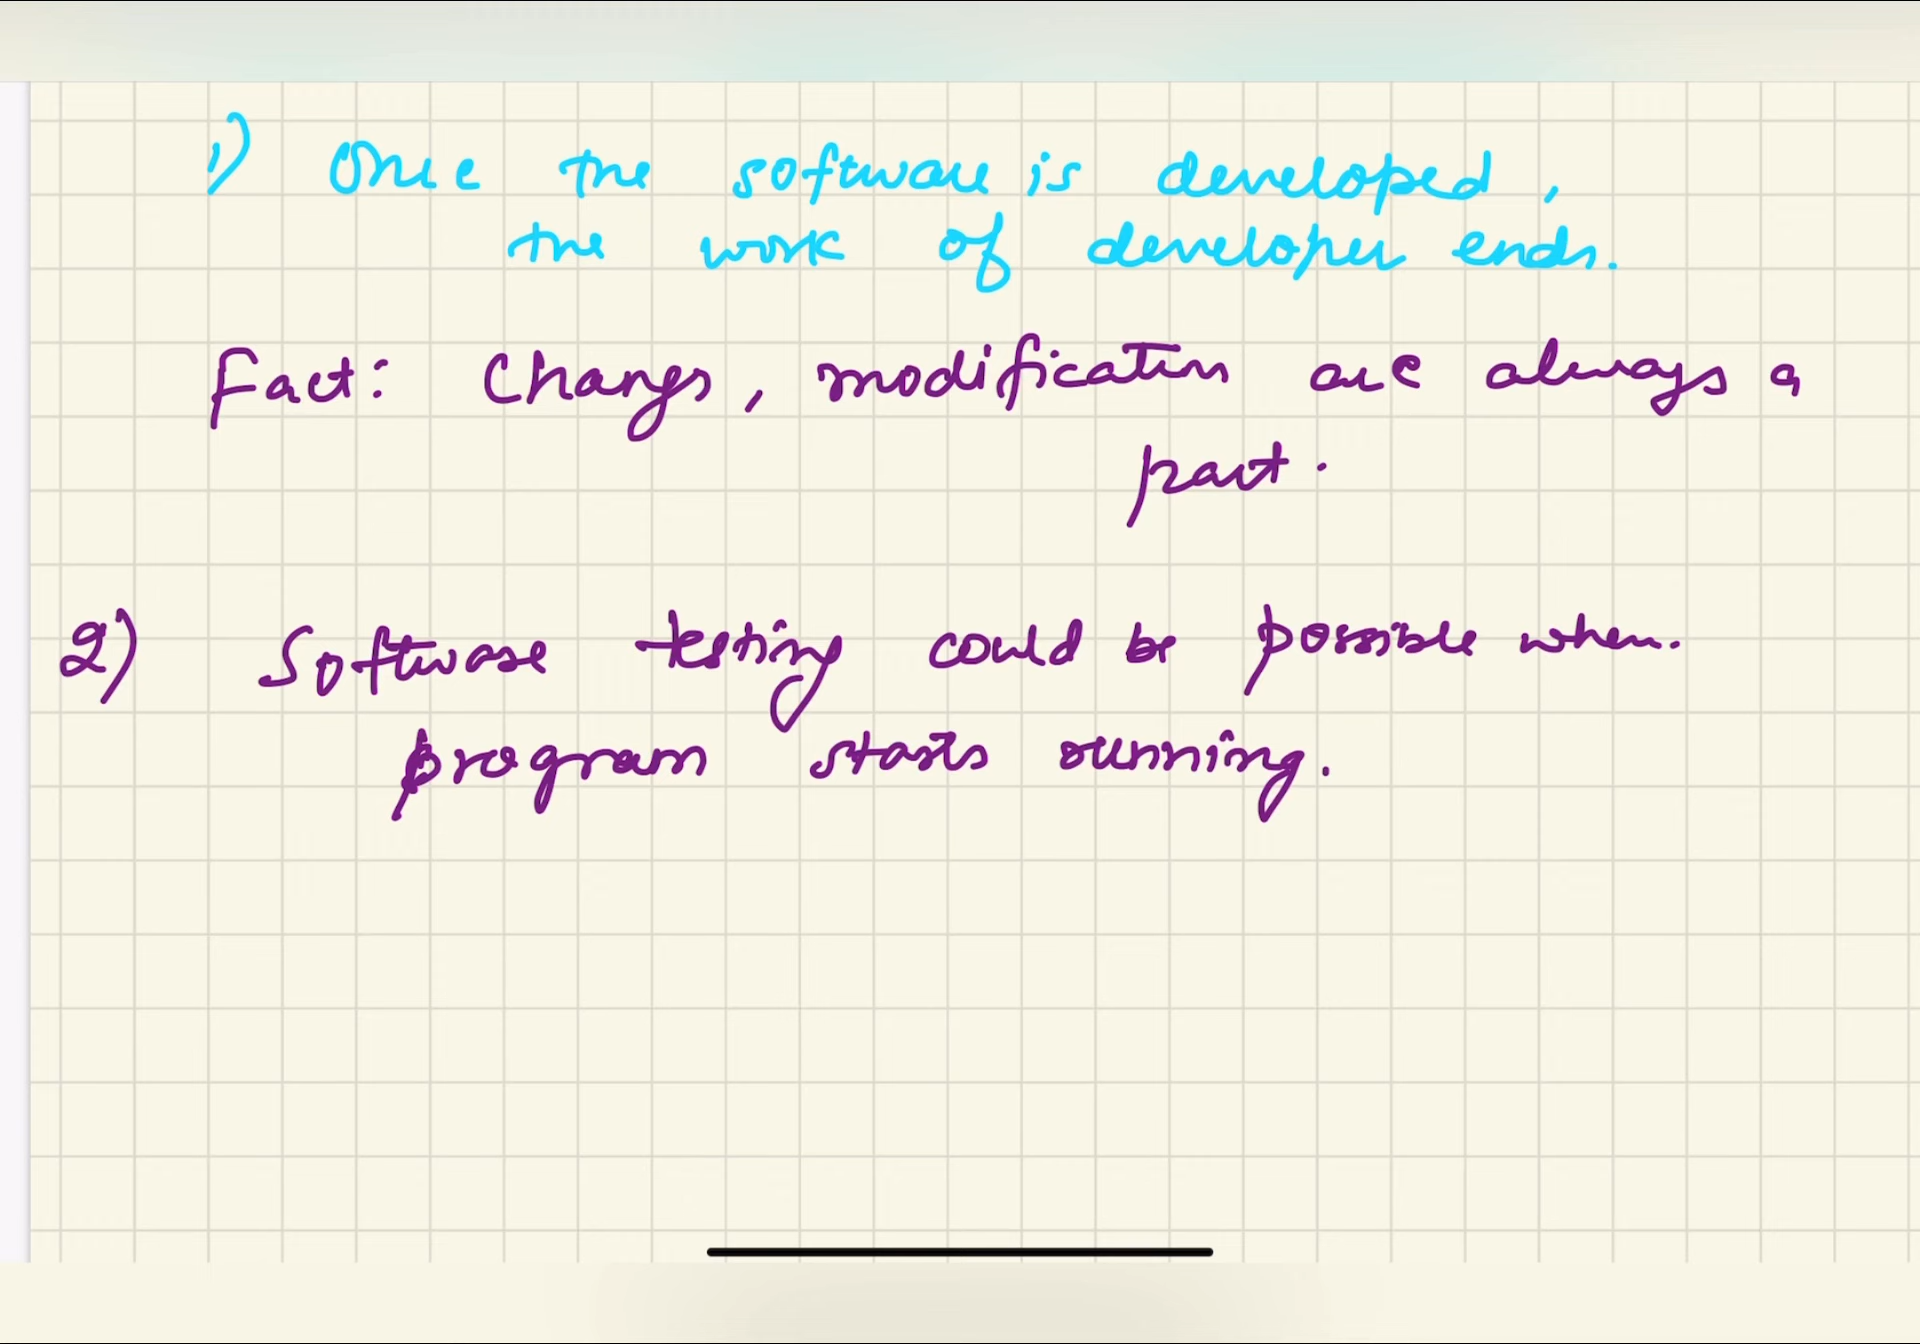 1) Once the software is developed,
the work of developer ends.
Fact: Changs, modification are always a
part.
2) Software testing could be possible when.
program starts running.